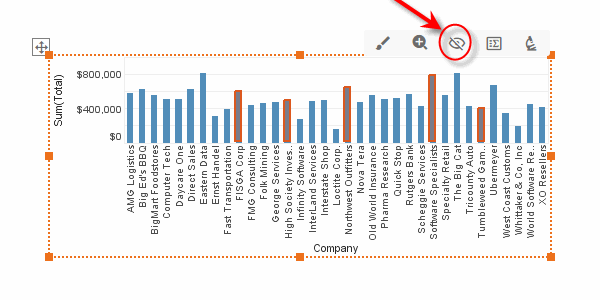 $800,000
$400,000
$0
Sum(Total)
AMG Logistics
Big Ed's BBQ
BigMart Foodstores
Computer Tech
Daycare One
Direct Sales
Eastern Data
Ernst Handel
Fast Transportation
FISGA Corp
FMG Consulting
Folk Mining
George Services
High Society Inves..
Infinity Software
InterLand Services
Interstate Shop
Loctite Corp.
Northwest Outfitters
Nova Tera
Old World Insurance
Pharma Research
Quick Stop
Rutgers Bank
Scheggie Services
Software Specialists
Specialty Retail
The Big Cat
Tricounty Auto
Tumbleweed Gam..
Ubermeyer
West Coast Customs
Whittaker & Co. Inc
World Software Re..
XO Resellers
Company